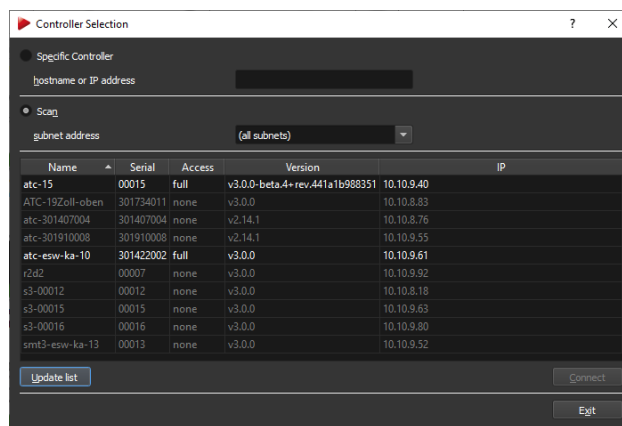 Controller Selection ? ×
Specific Controller
hostname or IP address
Scan
subnet address (all subnets)
Name Serial Access Version IP
atc-15 00015 full v3.0.0-beta.4+rev.441a1b988351 10.10.9.40
ATC-19Zoll-oben 301734011 none v3.0.0 10.10.8.83
atc-301407004 301407004 none v2.14.1 10.10.8.76
atc-301910008 301910008 none v2.14.1 10.10.9.55
atc-esw-ka-10 301422002 full v3.0.0 10.10.9.61
r2d2 00007 none v3.0.0 10.10.9.92
s3-00012 00012 none v3.0.0 10.10.8.18
s3-00015 00015 none v3.0.0 10.10.9.63
s3-00016 00016 none v3.0.0 10.10.9.80
smt3-esw-ka-13 00013 none v3.0.0 10.10.9.52
Update list Connect
Exit